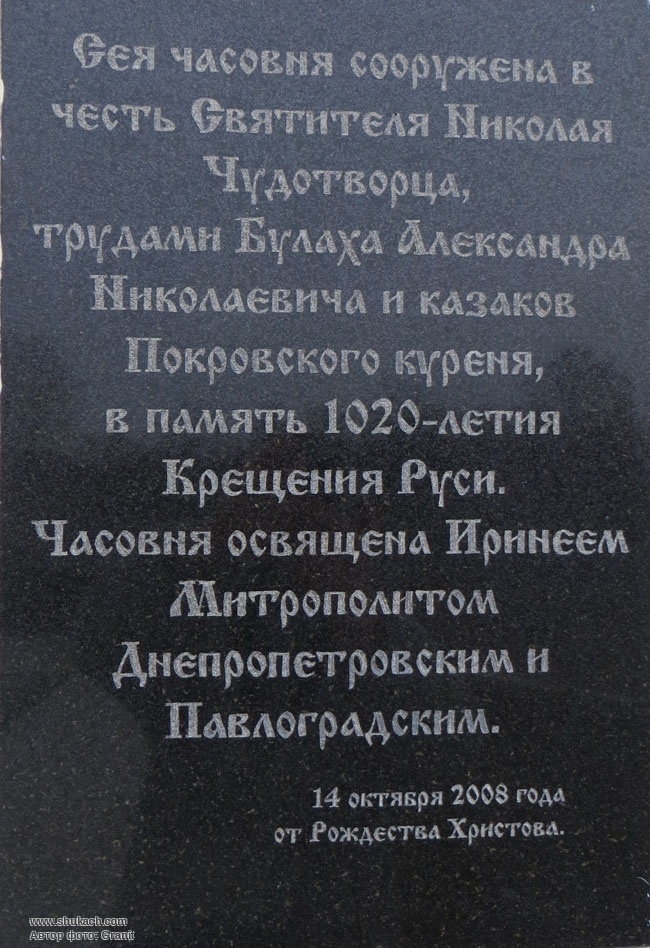 Сея часовня сооружена в
честь Святителя Николая
Чудотворца,
трудами Булаха Александра
Николаевича и казаков
Покровского куреня,
в память 1020-летия
Крещения Руси.
Часовня освящена Иринеем
Митрополитом
Днепропетровским и
Павлоградским.
14 октября 2008 года
от Рождества Христова.
www.shukach.com
Автор фото: Granit